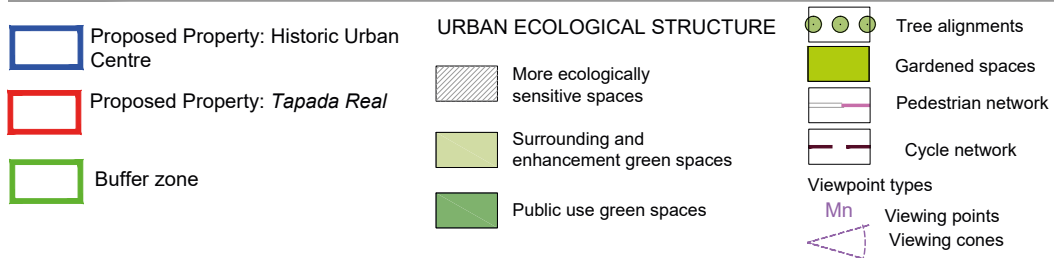 Proposed Property: Historic Urban
Centre
Proposed Property: Tapada Real
Buffer zone
URBAN ECOLOGICAL STRUCTURE
More ecologically
sensitive spaces
Surrounding and
enhancement green spaces
Public use green spaces
Tree alignments
Gardened spaces
Pedestrian network
Cycle network
Viewpoint types
Mn Viewing points
Viewing cones